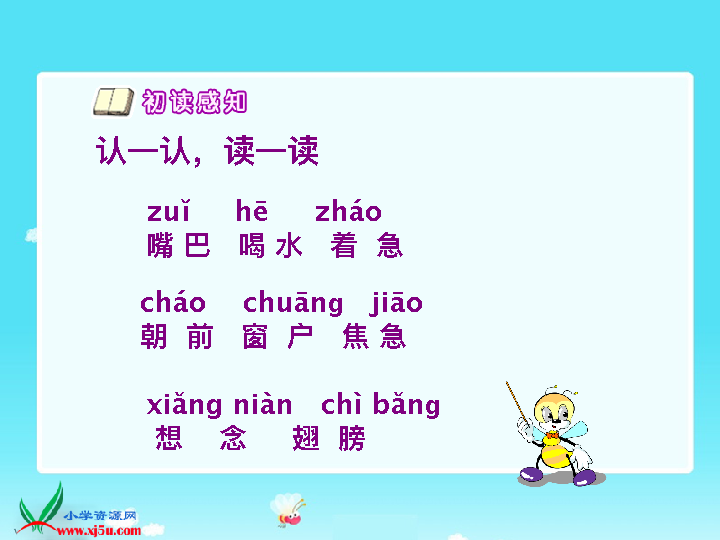 初读感知
认一认，读一读
zuǐ hē zháo
嘴 巴 喝 水 着 急
cháo chuāng jiāo
朝 前 窗 户 焦 急
xiǎng niàn chì bǎng
想 念 翅 膀
小学资源网
www.xj5u.com